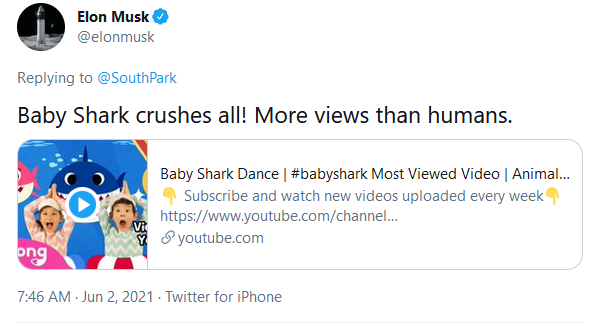 Elon Musk
@elonmusk
Replying to @SouthPark
Baby Shark crushes all! More views than humans.
Baby Shark Dance | #babyshark Most Viewed Video | Animal...
👇 Subscribe and watch new videos uploaded every week👇
https://www.youtube.com/channel...
youtube.com
ong
7:46 AM · Jun 2, 2021 · Twitter for iPhone